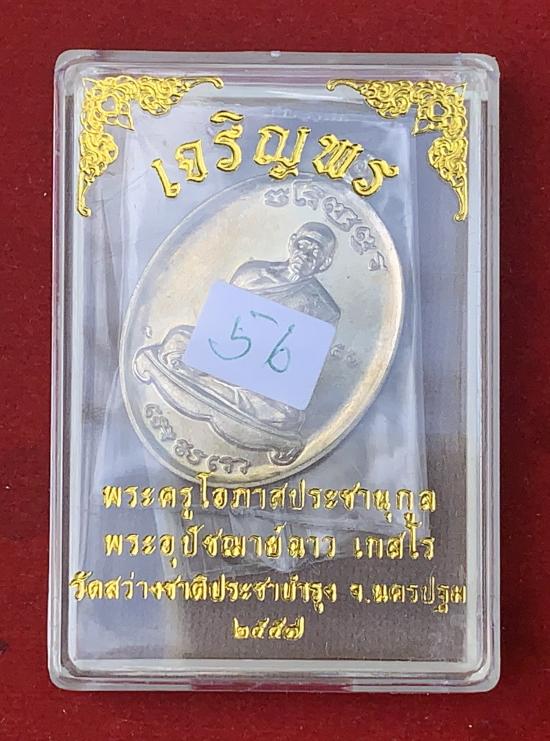 เจริญพร
56
พระครูโอภาสประชานุกูล
พระอุปัชฌาย์ลาว เกสโร
วัดสว่างชาติประชาบำรุง จ.นครปฐม
๒๕๕๗